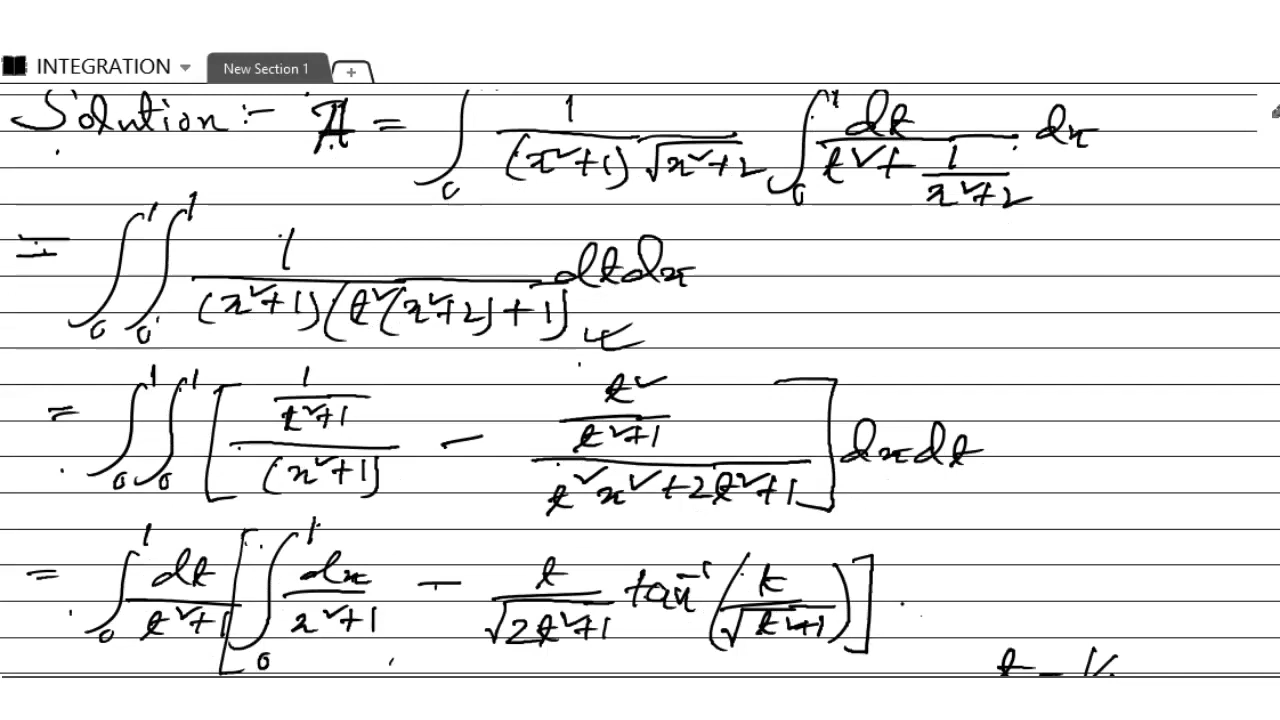 INTEGRATION New Section 1 +
Solution :- I = ∫₀ 1/((x²+1)√(x²+2)) ∫₀¹ dt/(t² + 1/(x²+2)) dx
= ∫₀¹ ∫₀¹ 1/((x²+1)(t²(x²+2)+1)) dt dx
= ∫₀¹ ∫₀¹ [ (1/(t²+1))/(x²+1) - (t²/(t²+1))/(t²x²+2t²+1) ] dx dt
= ∫₀¹ dt/(t²+1) [ ∫₀¹ dx/(x²+1) - t/√(2t²+1) tan⁻¹(t/√(t²+1)) ]